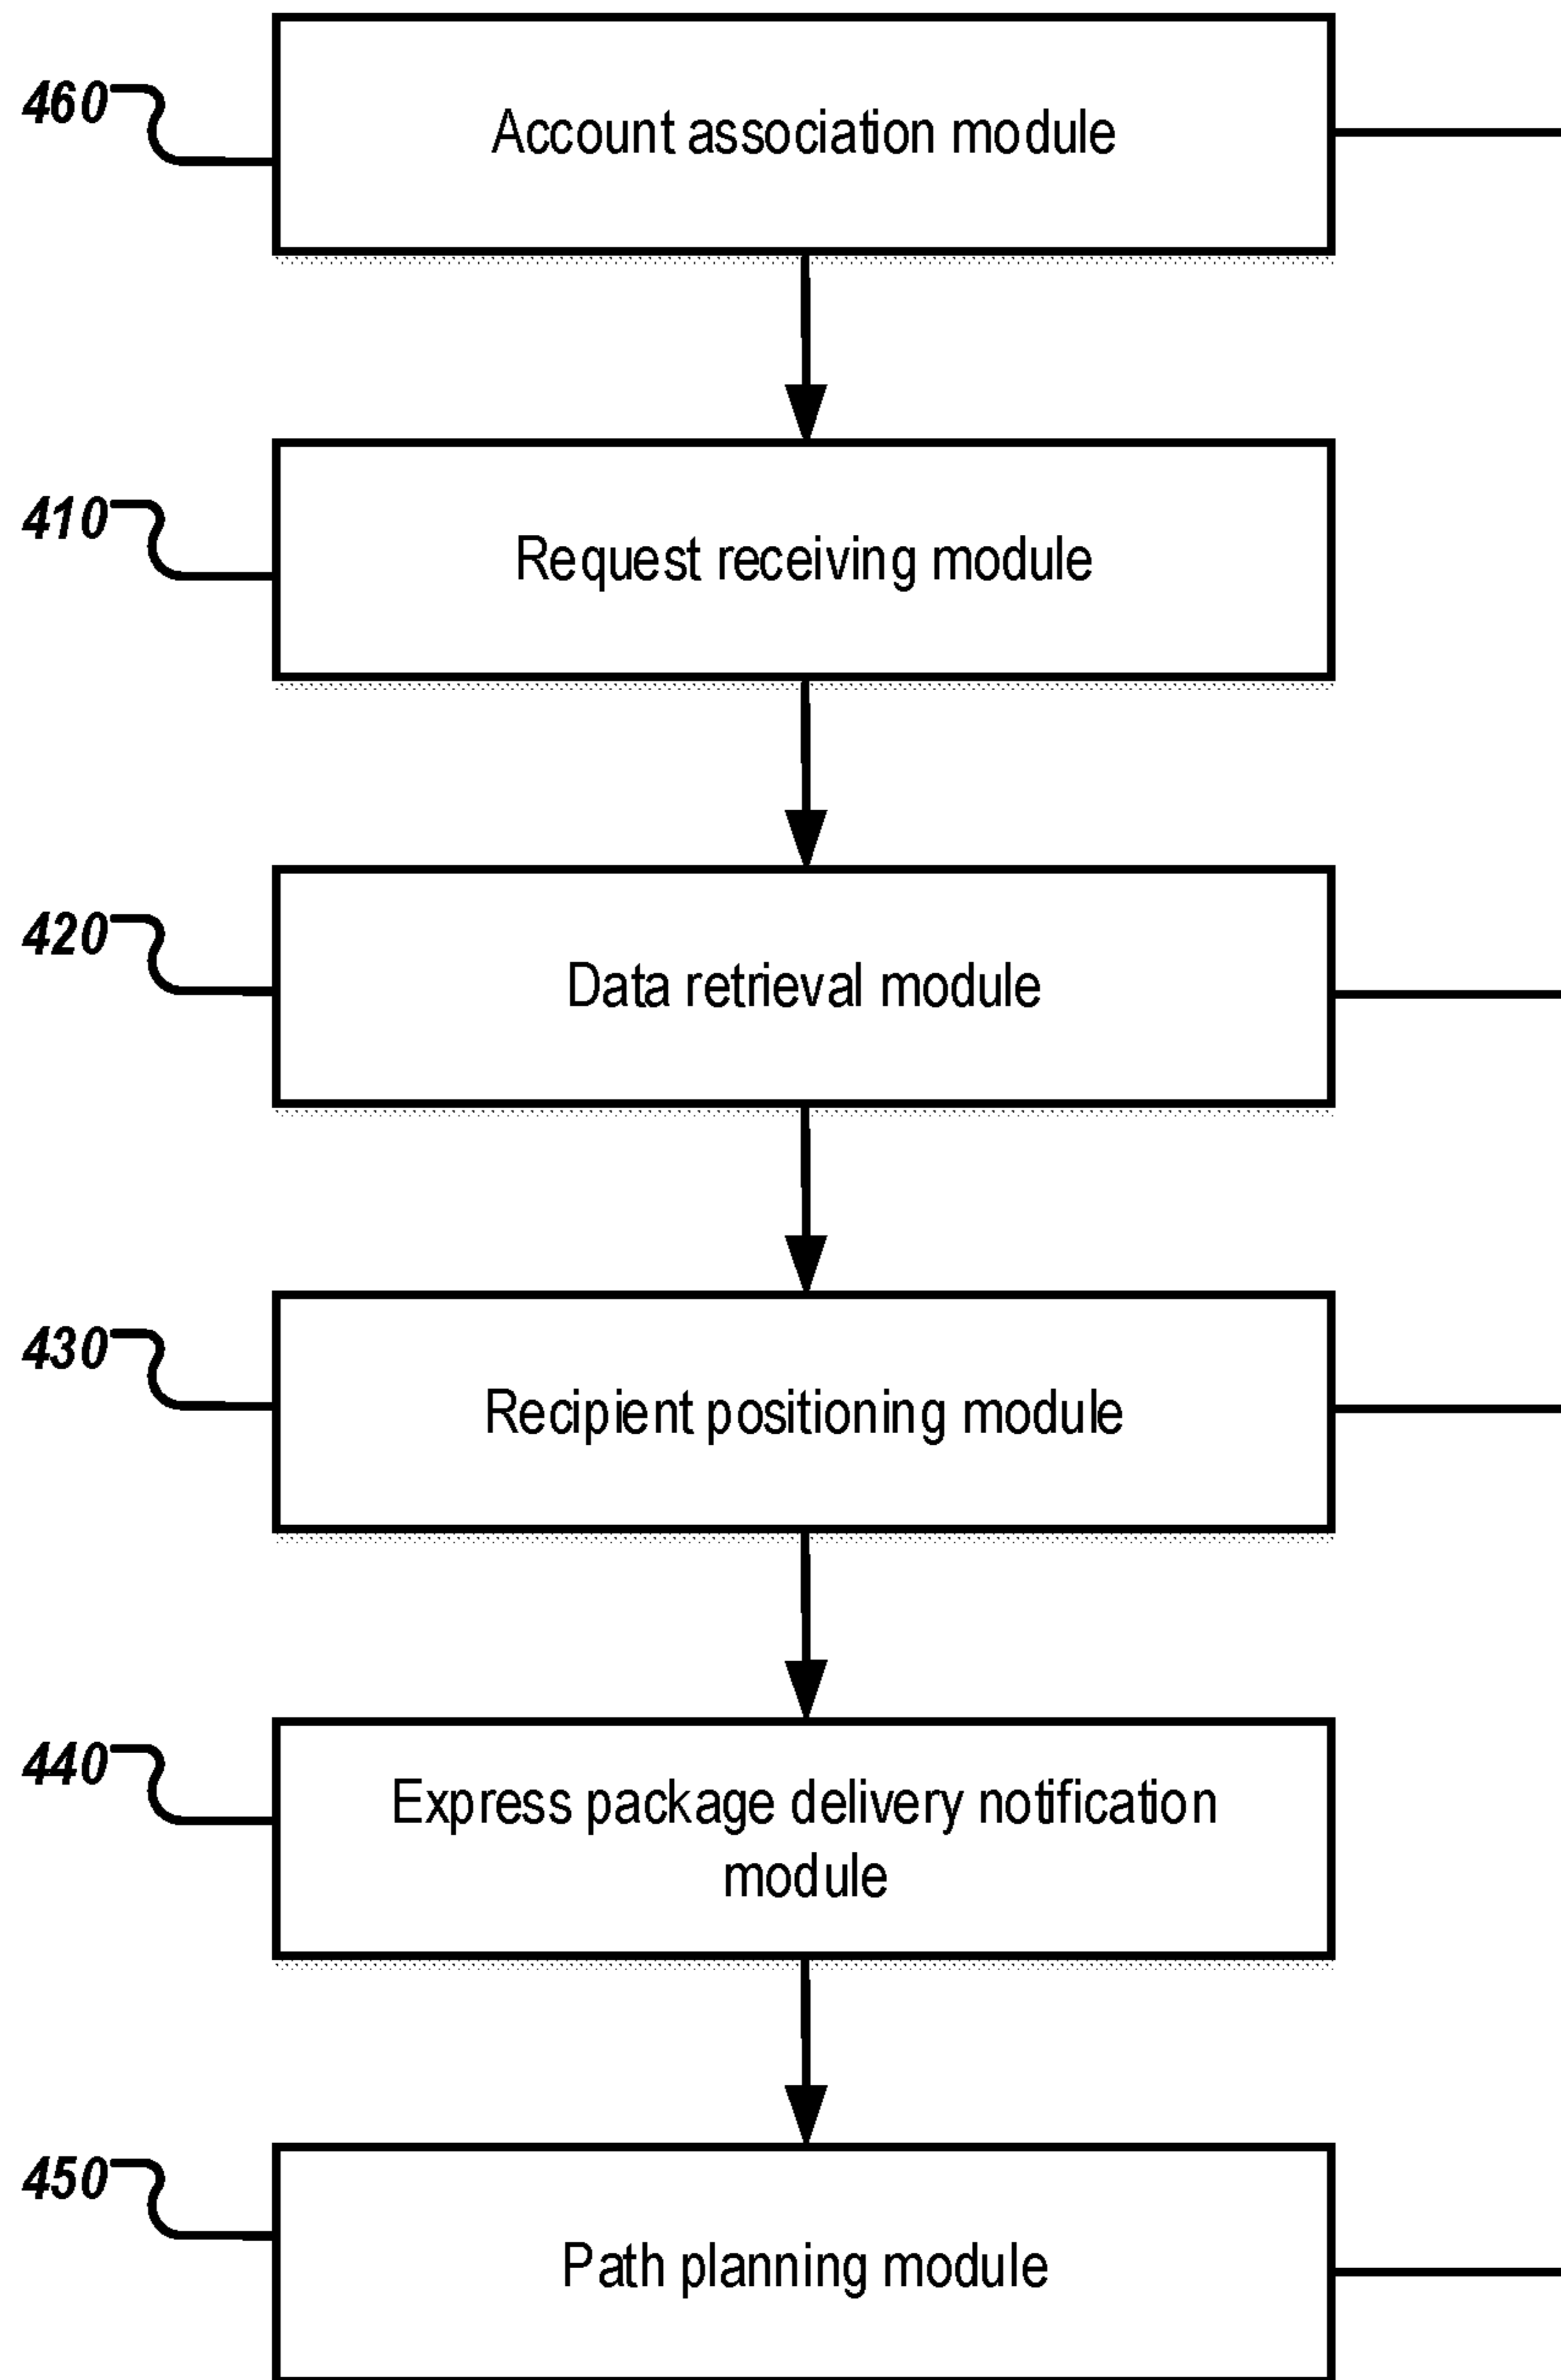 460
Account association module
410
Request receiving module
420
Data retrieval module
430
Recipient positioning module
440
Express package delivery notification
module
450
Path planning module